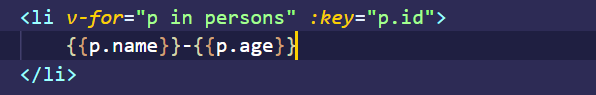 <li v-for="p in persons" :key="p.id">
{{p.name}}-{{p.age}}
</li>